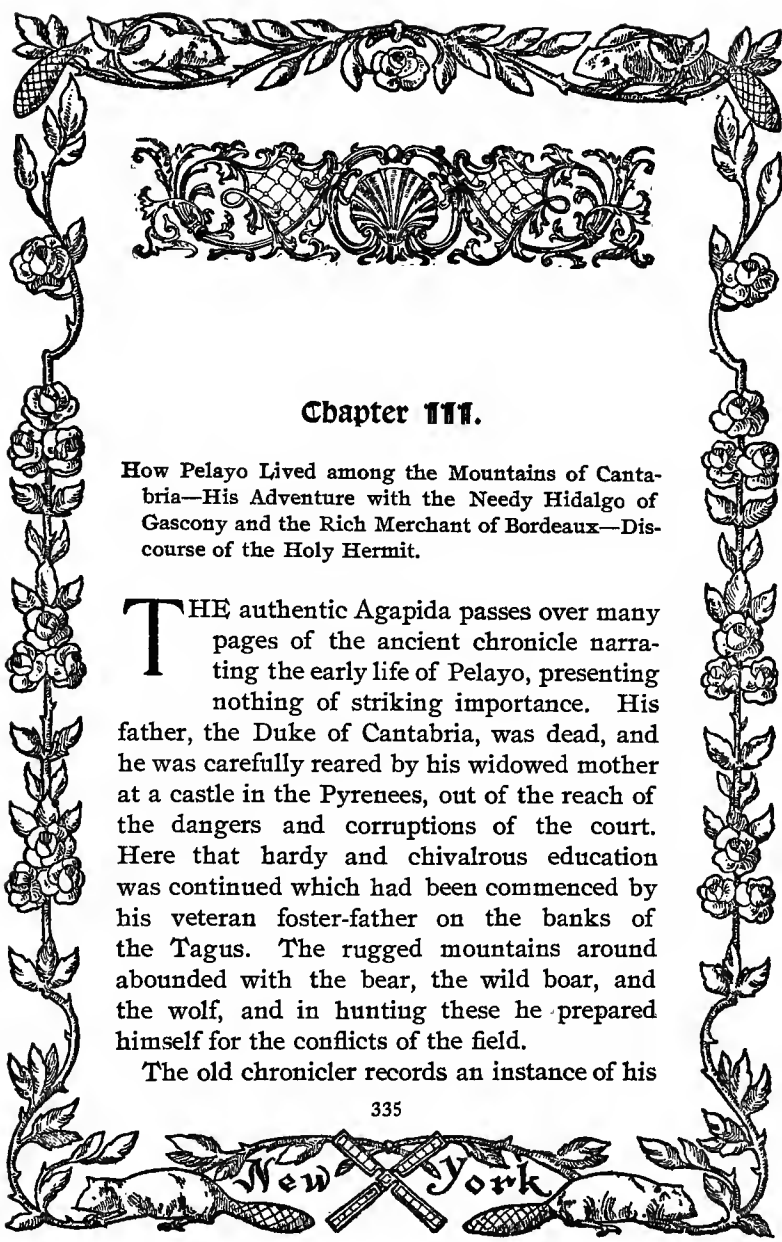 Chapter III.
How Pelayo Lived among the Mountains of Canta-
bria—His Adventure with the Needy Hidalgo of
Gascony and the Rich Merchant of Bordeaux—Dis-
course of the Holy Hermit.
THE authentic Agapida passes over many
pages of the ancient chronicle narra-
ting the early life of Pelayo, presenting
nothing of striking importance. His
father, the Duke of Cantabria, was dead, and
he was carefully reared by his widowed mother
at a castle in the Pyrenees, out of the reach of
the dangers and corruptions of the court.
Here that hardy and chivalrous education
was continued which had been commenced by
his veteran foster-father on the banks of
the Tagus. The rugged mountains around
abounded with the bear, the wild boar, and
the wolf, and in hunting these he prepared
himself for the conflicts of the field.
The old chronicler records an instance of his
335
New York